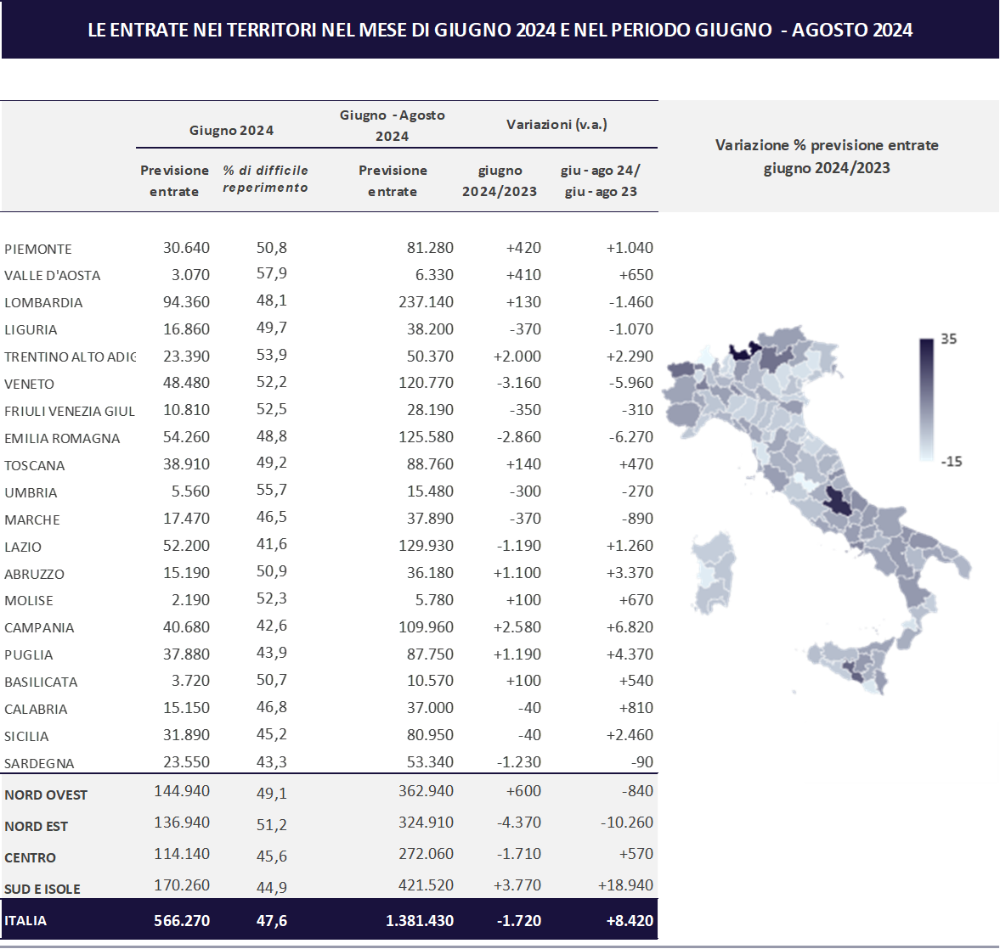 LE ENTRATE NEI TERRITORI NEL MESE DI GIUGNO 2024 E NEL PERIODO GIUGNO - AGOSTO 2024
Giugno 2024
Giugno - Agosto
2024
Variazioni (v.a.)
Variazione % previsione entrate
giugno 2024/2023
Previsione
entrate
% di difficile
reperimento
Previsione
entrate
giugno
2024/2023
giu - ago 24/
giu - ago 23
PIEMONTE 30.640 50,8 81.280 +420 +1.040
VALLE D'AOSTA 3.070 57,9 6.330 +410 +650
LOMBARDIA 94.360 48,1 237.140 +130 -1.460
LIGURIA 16.860 49,7 38.200 -370 -1.070
TRENTINO ALTO ADIG 23.390 53,9 50.370 +2.000 +2.290
VENETO 48.480 52,2 120.770 -3.160 -5.960
FRIULI VENEZIA GIUL 10.810 52,5 28.190 -350 -310
EMILIA ROMAGNA 54.260 48,8 125.580 -2.860 -6.270
TOSCANA 38.910 49,2 88.760 +140 +470
UMBRIA 5.560 55,7 15.480 -300 -270
MARCHE 17.470 46,5 37.890 -370 -890
LAZIO 52.200 41,6 129.930 -1.190 +1.260
ABRUZZO 15.190 50,9 36.180 +1.100 +3.370
MOLISE 2.190 52,3 5.780 +100 +670
CAMPANIA 40.680 42,6 109.960 +2.580 +6.820
PUGLIA 37.880 43,9 87.750 +1.190 +4.370
BASILICATA 3.720 50,7 10.570 +100 +540
CALABRIA 15.150 46,8 37.000 -40 +810
SICILIA 31.890 45,2 80.950 -40 +2.460
SARDEGNA 23.550 43,3 53.340 -1.230 -90
NORD OVEST 144.940 49,1 362.940 +600 -840
NORD EST 136.940 51,2 324.910 -4.370 -10.260
CENTRO 114.140 45,6 272.060 -1.710 +570
SUD E ISOLE 170.260 44,9 421.520 +3.770 +18.940
ITALIA 566.270 47,6 1.381.430 -1.720 +8.420
35
-15